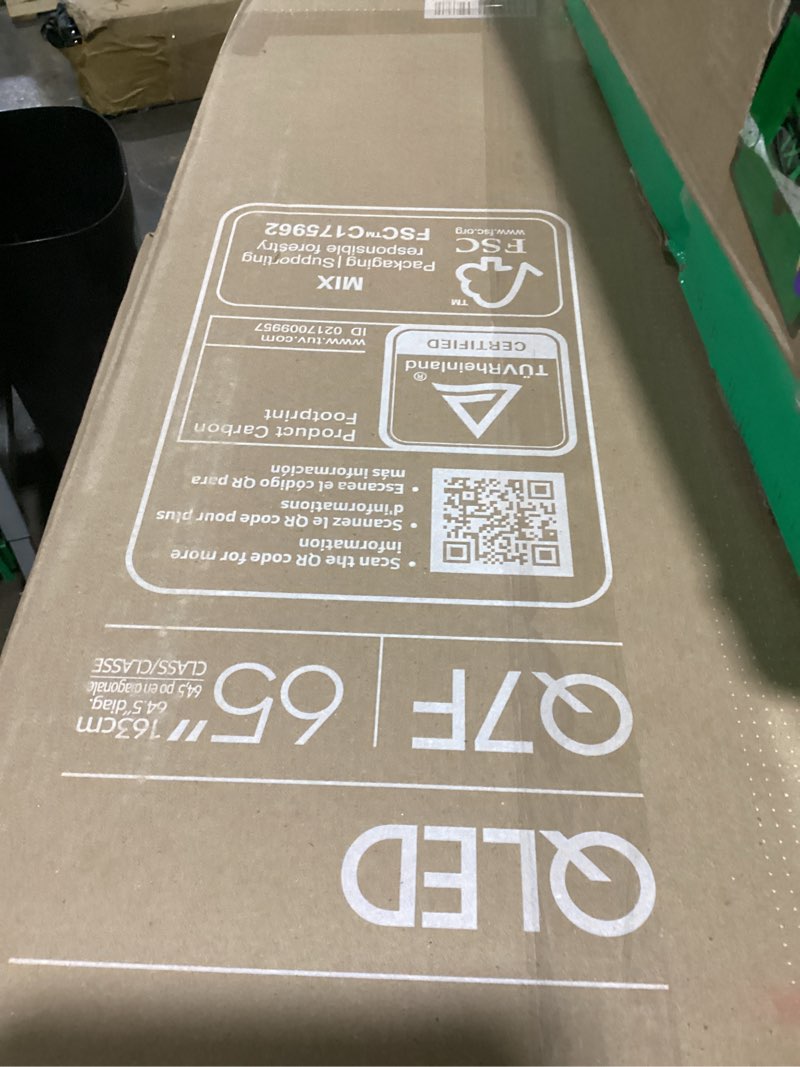 QLED
Q7F
65"
163cm
64.5" diag.
64,5 po en diagonale
CLASS/CLASSE
• Scan the QR code for more
information
• Scannez le QR code pour plus
d'informations
• Escanea el código QR para
más información
TÜVRheinland®
CERTIFIED
Product Carbon
Footprint
www.tuv.com
ID 0217009957
TM
FSC
www.fsc.org
MIX
Packaging | Supporting
responsible forestry
FSC™C175962